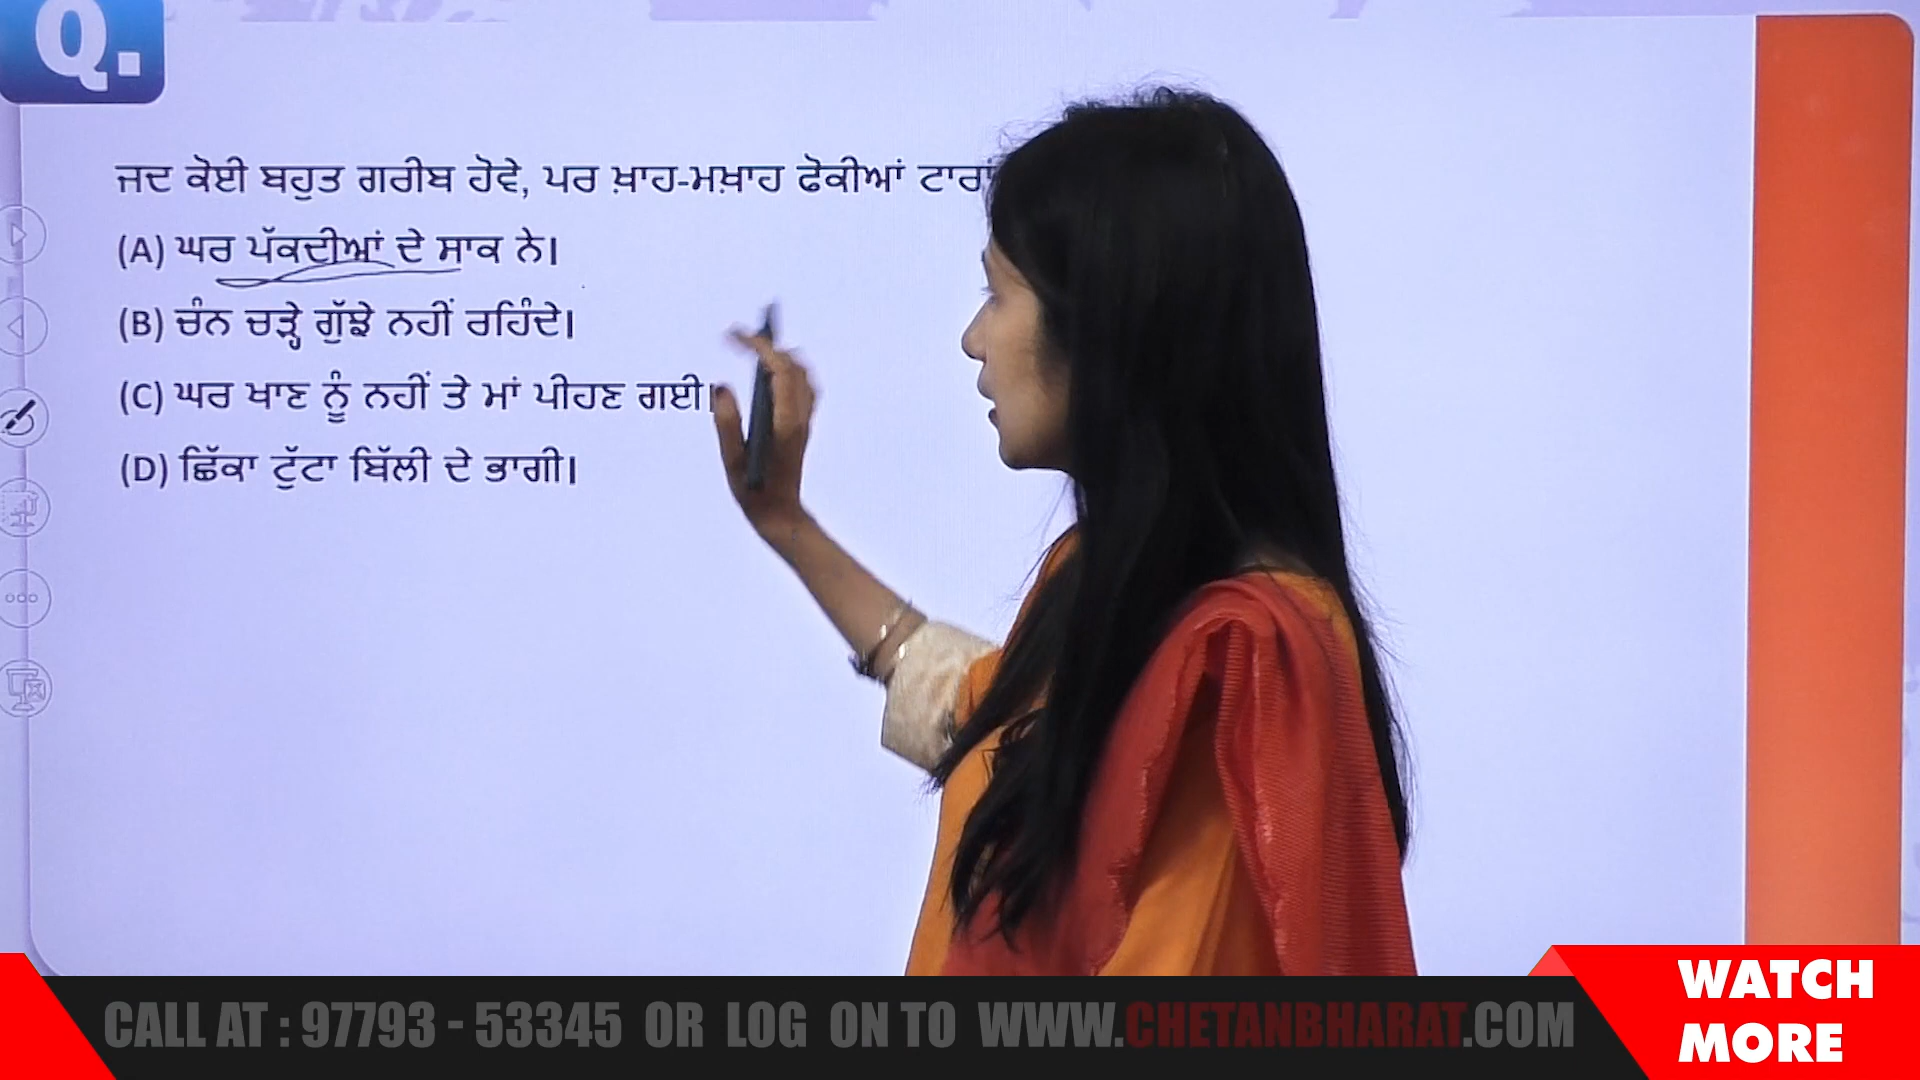 Q.
ਜਦ ਕੋਈ ਬਹੁਤ ਗਰੀਬ ਹੋਵੇ, ਪਰ ਖ਼ਾਹ-ਮਖ਼ਾਹ ਫੋਕੀਆਂ ਟਾਰਾਂ
(A) ਘਰ ਪੱਕਦੀਆਂ ਦੇ ਸਾਕ ਨੇ।
(B) ਚੰਨ ਚੜ੍ਹੇ ਗੁੱਝੇ ਨਹੀਂ ਰਹਿੰਦੇ।
(C) ਘਰ ਖਾਣ ਨੂੰ ਨਹੀਂ ਤੇ ਮਾਂ ਪੀਹਣ ਗਈ।
(D) ਛਿੱਕਾ ਟੁੱਟਾ ਬਿੱਲੀ ਦੇ ਭਾਗੀ।
CALL AT : 97793 - 53345 OR LOG ON TO WWW.CHETANBHARAT.COM
WATCH
MORE